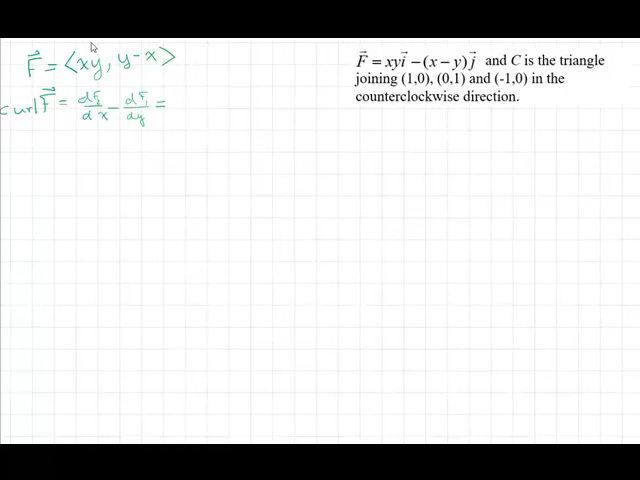 F⃗ = ⟨xy, y-x⟩
curl F⃗ = dF₂/dx - dF₁/dy =
F⃗ = xyi⃗ − (x − y)j⃗ and C is the triangle
joining (1,0), (0,1) and (-1,0) in the
counterclockwise direction.